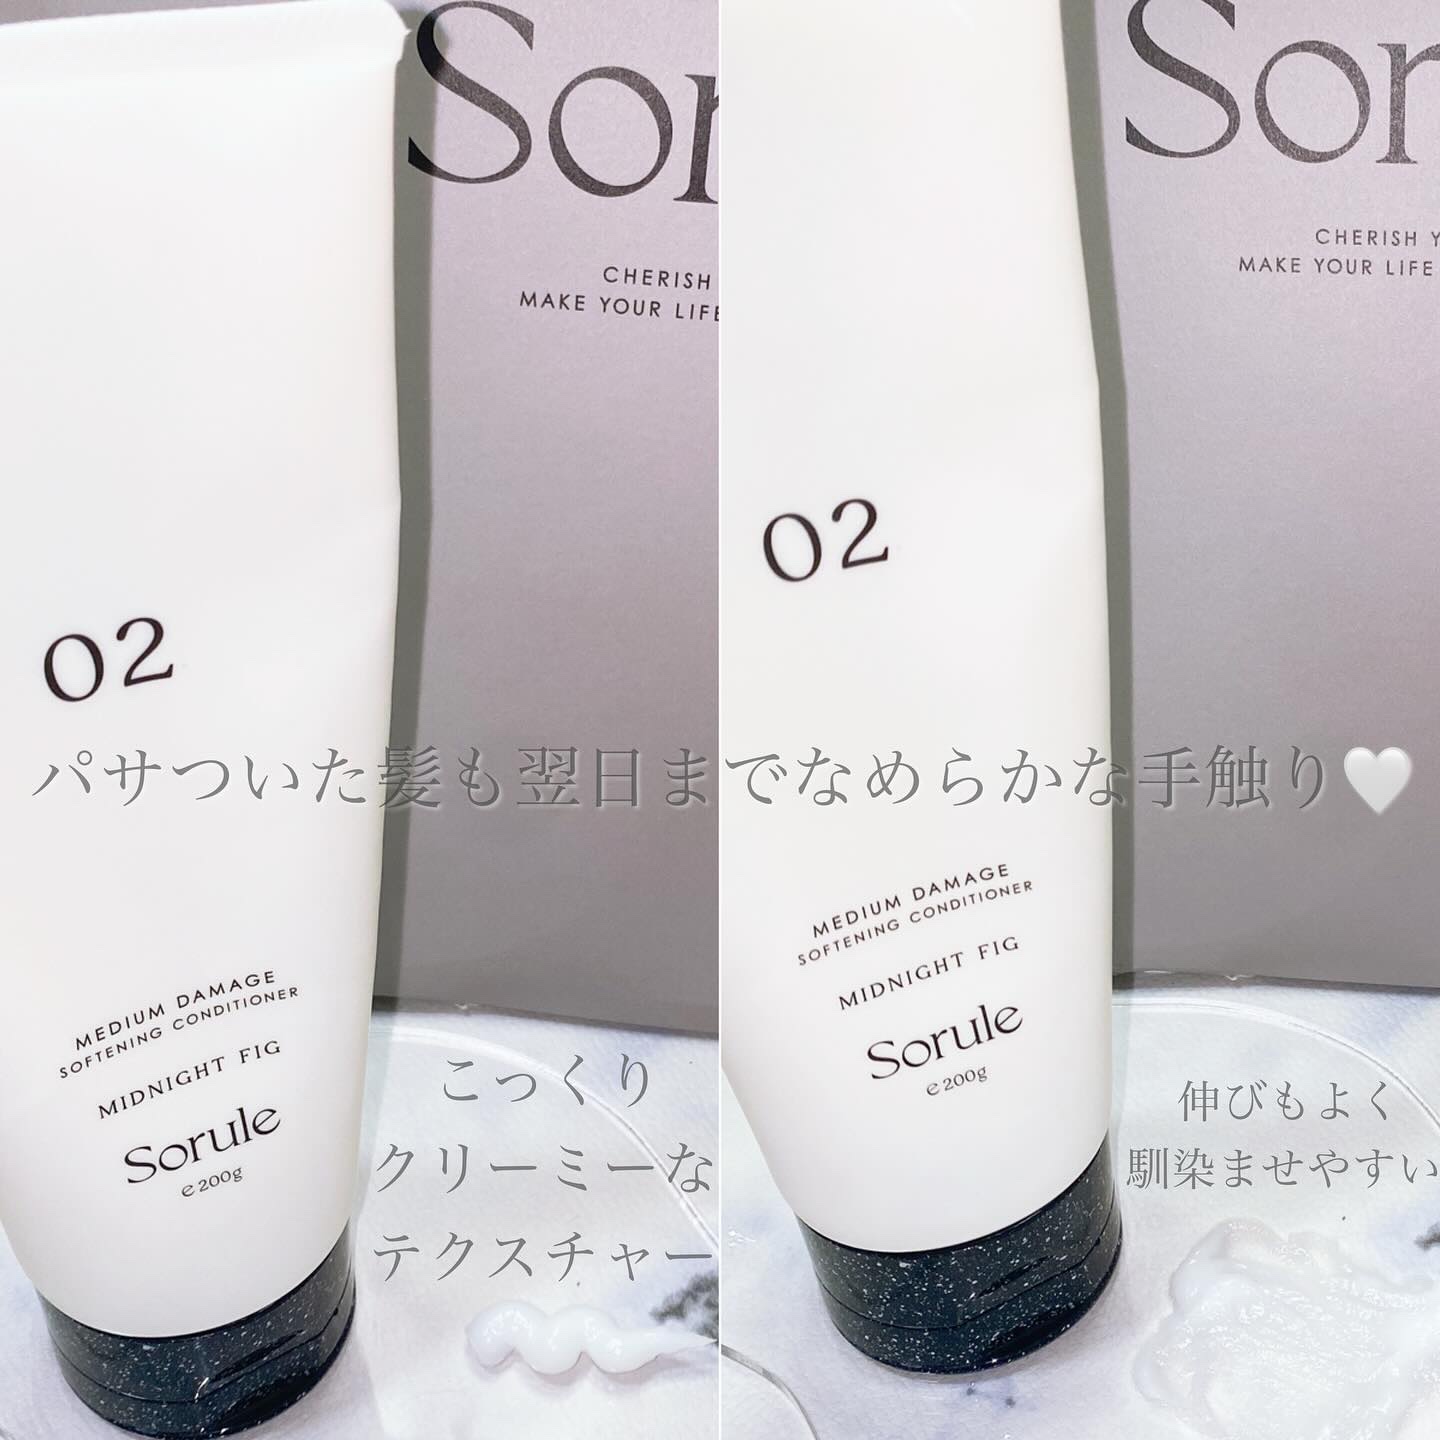 Sor
CHERISH
MAKE YOUR LIFE
02
MEDIUM DAMAGE
SOFTENING CONDITIONER
MIDNIGHT FIG
Sorule
e 200g
Sor
CHERISH Y
MAKE YOUR LIFE
02
MEDIUM DAMAGE
SOFTENING CONDITIONER
MIDNIGHT FIG
Sorule
e 200g
パサついた髪も翌日までなめらかな手触り🤍
こっくり
クリーミーな
テクスチャー
伸びもよく
馴染ませやすい